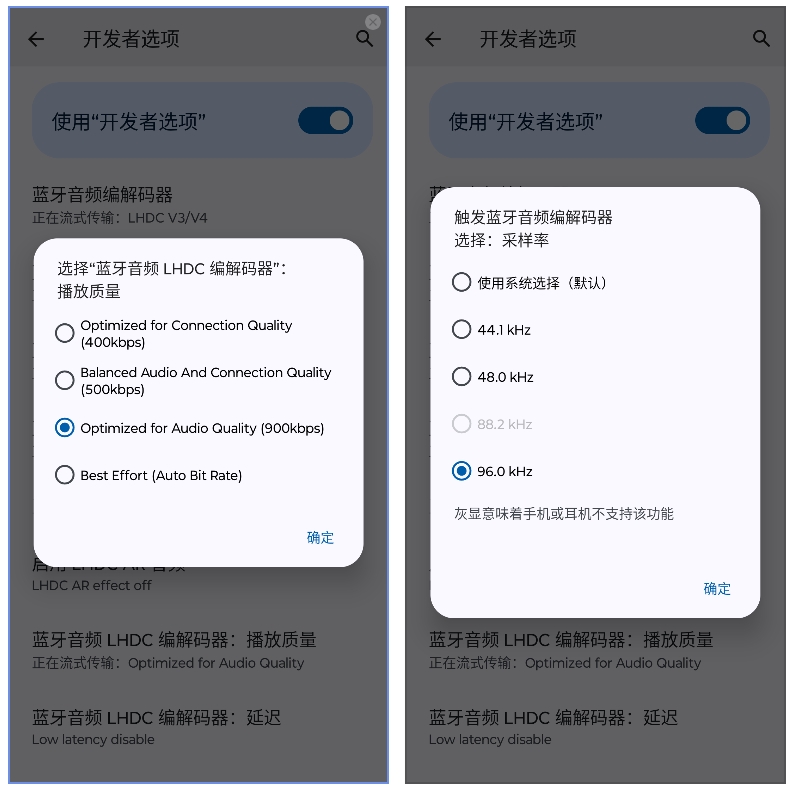 开发者选项
使用“开发者选项”
蓝牙音频编解码器
正在流式传输：LHDC V3/V4
选择“蓝牙音频 LHDC 编解码器”：
播放质量
Optimized for Connection Quality
(400kbps)
Balanced Audio And Connection Quality
(500kbps)
Optimized for Audio Quality (900kbps)
Best Effort (Auto Bit Rate)
确定
启用 LHDC AR 音频
LHDC AR effect off
蓝牙音频 LHDC 编解码器：播放质量
正在流式传输：Optimized for Audio Quality
蓝牙音频 LHDC 编解码器：延迟
Low latency disable
开发者选项
使用“开发者选项”
触发蓝牙音频编解码器
选择：采样率
使用系统选择（默认）
44.1 kHz
48.0 kHz
88.2 kHz
96.0 kHz
灰显意味着手机或耳机不支持该功能
确定
蓝牙音频 LHDC 编解码器：播放质量
正在流式传输：Optimized for Audio Quality
蓝牙音频 LHDC 编解码器：延迟
Low latency disable